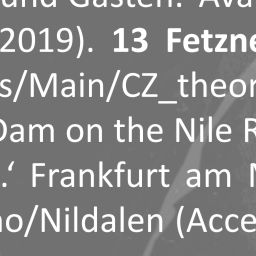 und Gästen.' Ava
2019). 13 Fetzne
s/Main/CZ_theor
Dam on the Nile R
.' Frankfurt am M
no/Nildalen (Acce